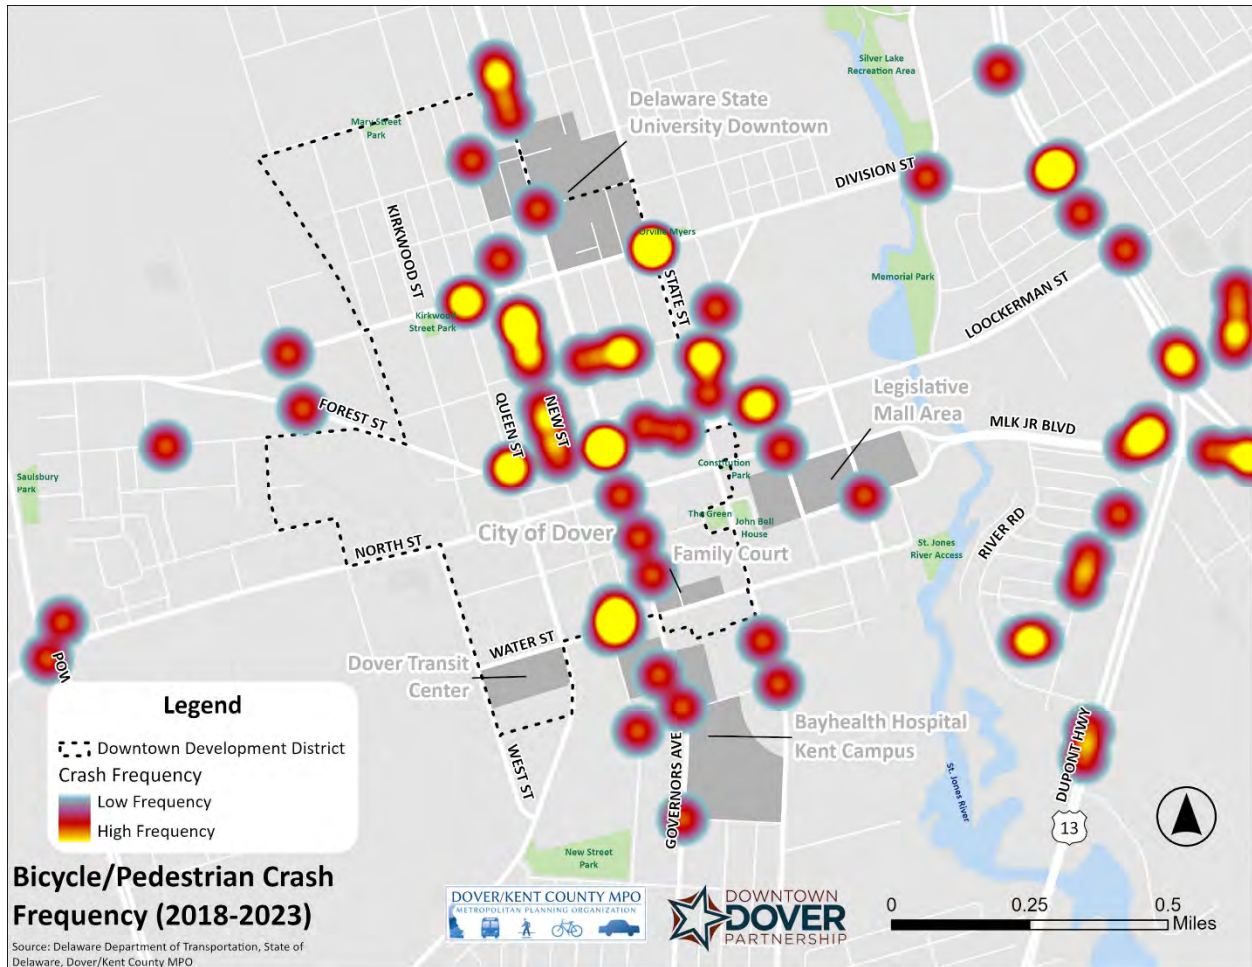 Silver Lake
Recreation Area
Delaware State
University Downtown
Mary Street
Park
DIVISION ST
KIRKWOOD ST
Orville Myers
STATE ST
Memorial Park
LOOCKERMAN ST
Kirkwood
Street Park
FOREST ST
QUEEN ST
NEW ST
Legislative
Mall Area
MLK JR BLVD
Saulsbury
Park
Constitution
Park
The Green
John Bell
House
City of Dover
NORTH ST
Family Court
St. Jones
River Access
RIVER RD
WATER ST
Dover Transit
Center
POW
Bayhealth Hospital
Kent Campus
WEST ST
GOVERNORS AVE
DUPONT HWY
St. Jones River
13
New Street
Park
Legend
Downtown Development District
Crash Frequency
Low Frequency
High Frequency
Bicycle/Pedestrian Crash
Frequency (2018-2023)
Source: Delaware Department of Transportation, State of
Delaware, Dover/Kent County MPO
DOVER/KENT COUNTY MPO
METROPOLITAN PLANNING ORGANIZATION
DOWNTOWN
DOVER
PARTNERSHIP
0 0.25 0.5
Miles